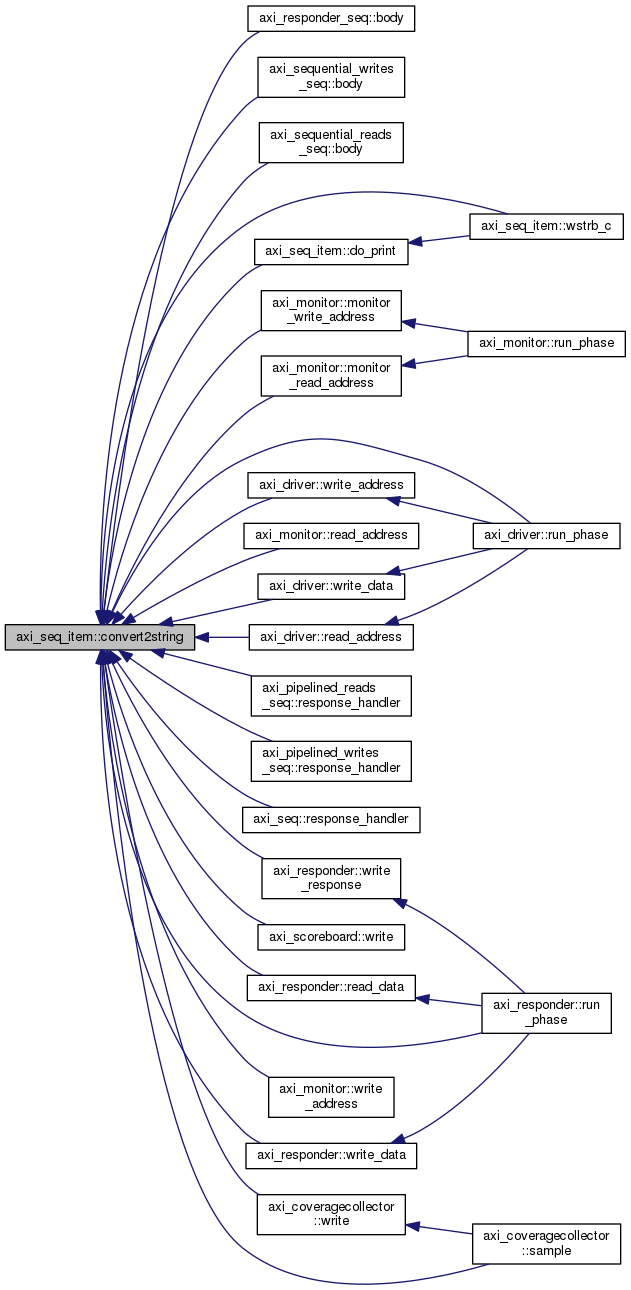 axi_responder_seq::body
axi_sequential_writes
_seq::body
axi_sequential_reads
_seq::body
axi_seq_item::wstrb_c
axi_seq_item::do_print
axi_monitor::monitor
_write_address
axi_monitor::run_phase
axi_monitor::monitor
_read_address
axi_driver::write_address
axi_monitor::read_address
axi_driver::run_phase
axi_driver::write_data
axi_seq_item::convert2string
axi_driver::read_address
axi_pipelined_reads
_seq::response_handler
axi_pipelined_writes
_seq::response_handler
axi_seq::response_handler
axi_responder::write
_response
axi_scoreboard::write
axi_responder::read_data
axi_responder::run
_phase
axi_monitor::write
_address
axi_responder::write_data
axi_coveragecollector
::write
axi_coveragecollector
::sample